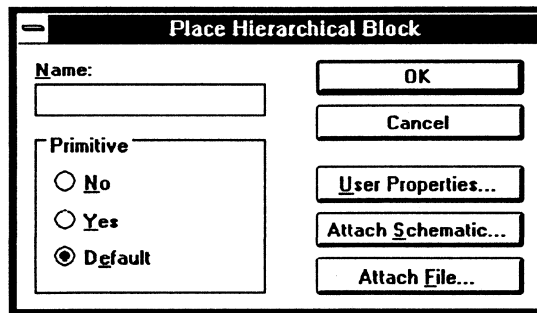 Place Hierarchical Block
Name:
OK
Cancel
Primitive
No
Yes
Default
User Properties...
Attach Schematic...
Attach File...